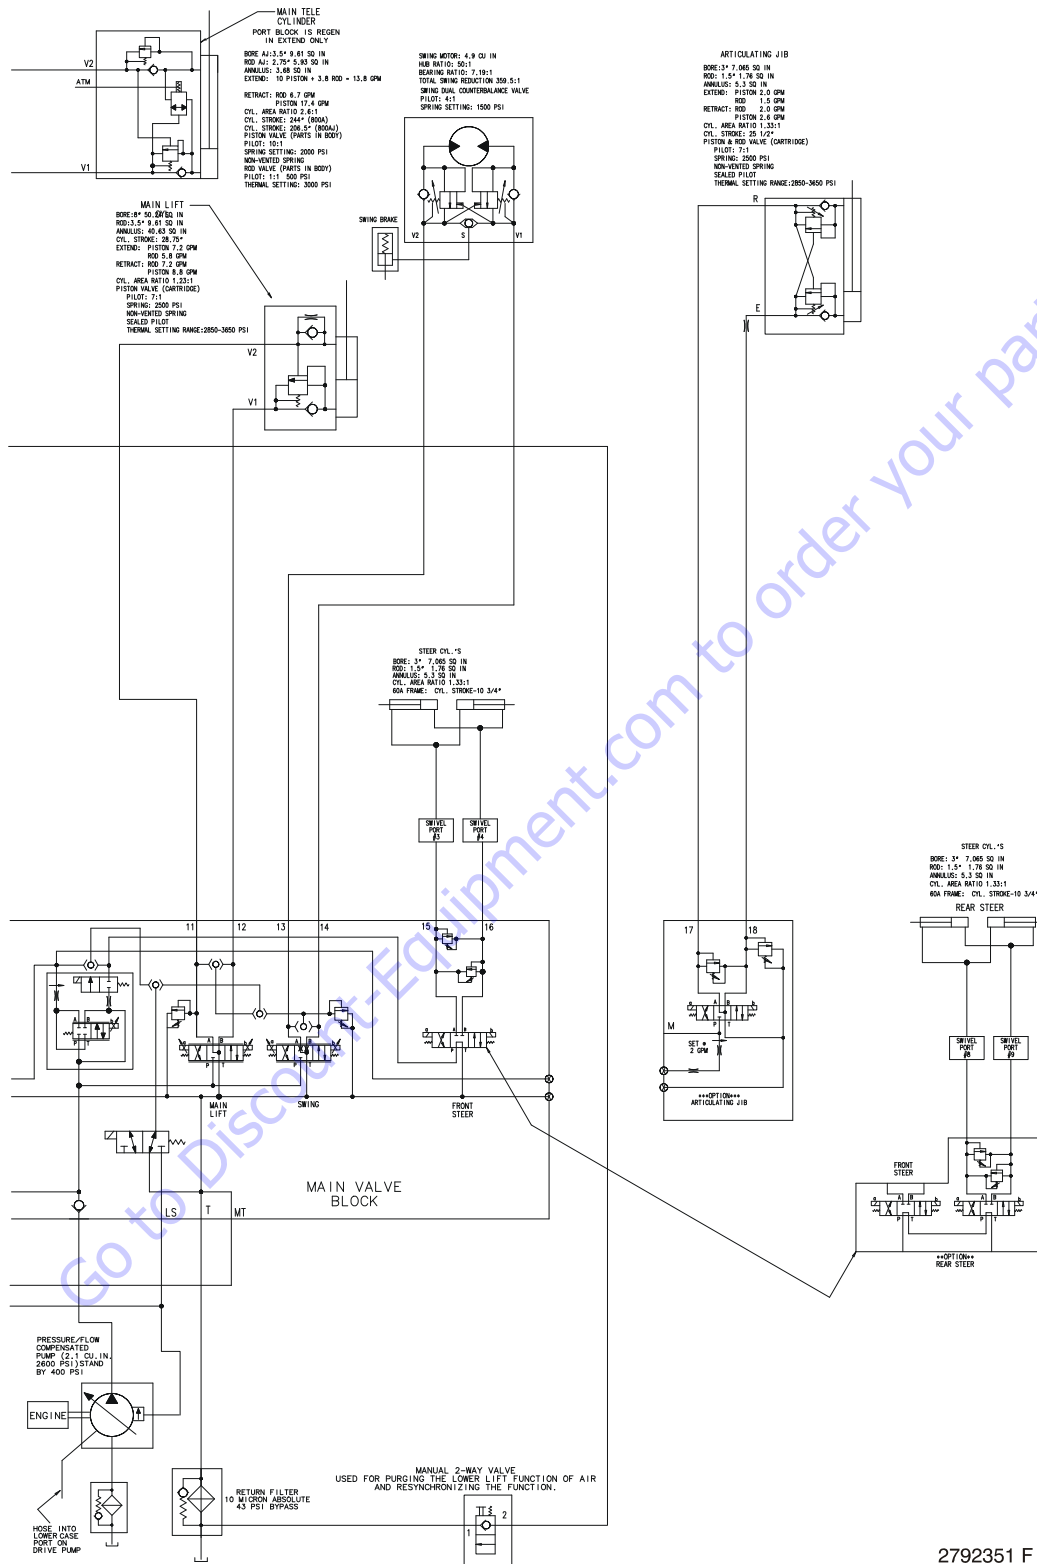 MAIN TELE
CYLINDER
PORT BLOCK IS REGEN
IN EXTEND ONLY
BORE AJ:3.5" 9.61 SQ IN
ROD AJ: 2.75" 5.93 SQ IN
ANNULUS: 3.68 SQ IN
EXTEND: 10 PISTON + 3.8 ROD = 13.8 GPM
RETRACT: ROD 6.7 GPM
PISTON 17.4 GPM
CYL. AREA RATIO 2.6:1
CYL. STROKE: 244" (800A)
CYL. STROKE: 206.5" (800AJ)
PISTON VALVE (PARTS IN BODY)
PILOT: 10:1
SPRING SETTING: 2000 PSI
NON-VENTED SPRING
ROD VALVE (PARTS IN BODY)
PILOT: 1:1 500 PSI
THERMAL SETTING: 3000 PSI
V2
ATM
V1
SWING MOTOR: 4.9 CU IN
HUB RATIO: 50:1
BEARING RATIO: 7.19:1
TOTAL SWING REDUCTION 359.5:1
SWING DUAL COUNTERBALANCE VALVE
PILOT: 4:1
SPRING SETTING: 1500 PSI
SWING BRAKE
V2
S
V1
ARTICULATING JIB
BORE:3" 7.065 SQ IN
ROD: 1.5" 1.76 SQ IN
ANNULUS: 5.3 SQ IN
EXTEND: PISTON 2.0 GPM
ROD 1.5 GPM
RETRACT: ROD 2.0 GPM
PISTON 2.6 GPM
CYL. AREA RATIO 1.33:1
CYL. STROKE: 25 1/2"
PISTON & ROD VALVE (CARTRIDGE)
PILOT: 7:1
SPRING: 2500 PSI
NON-VENTED SPRING
SEALED PILOT
THERMAL SETTING RANGE:2850-3650 PSI
R
E
MAIN LIFT
BORE:8" 50.24 SQ IN
ROD:3.5" 9.61 SQ IN
ANNULUS: 40.63 SQ IN
CYL. STROKE: 28.75"
EXTEND: PISTON 7.2 GPM
ROD 5.8 GPM
RETRACT: ROD 7.2 GPM
PISTON 8.8 GPM
CYL. AREA RATIO 1.23:1
PISTON VALVE (CARTRIDGE)
PILOT: 7:1
SPRING: 2500 PSI
NON-VENTED SPRING
SEALED PILOT
THERMAL SETTING RANGE:2850-3650 PSI
V2
V1
STEER CYL.'S
BORE: 3" 7.065 SQ IN
ROD: 1.5" 1.76 SQ IN
ANNULUS: 5.3 SQ IN
CYL. AREA RATIO 1.33:1
60A FRAME: CYL. STROKE-10 3/4"
SWIVEL
PORT
#3
SWIVEL
PORT
#4
STEER CYL.'S
BORE: 3" 7.065 SQ IN
ROD: 1.5" 1.76 SQ IN
ANNULUS: 5.3 SQ IN
CYL. AREA RATIO 1.33:1
60A FRAME: CYL. STROKE-10 3/4"
REAR STEER
11
12
13
14
15
16
17
18
A B
P T
A B
P T
A B
P T
A B
P T
A B
P T
M
SET @
2 GPM
***OPTION***
ARTICULATING JIB
SWIVEL
PORT
#8
SWIVEL
PORT
#9
MAIN
LIFT
SWING
FRONT
STEER
MAIN VALVE
BLOCK
LS
T
MT
FRONT
STEER
A B
P T
A B
P T
**OPTION**
REAR STEER
PRESSURE/FLOW
COMPENSATED
PUMP (2.1 CU.IN.
2600 PSI)STAND
BY 400 PSI
ENGINE
HOSE INTO
LOWER CASE
PORT ON
DRIVE PUMP
RETURN FILTER
10 MICRON ABSOLUTE
43 PSI BYPASS
MANUAL 2-WAY VALVE
USED FOR PURGING THE LOWER LIFT FUNCTION OF AIR
AND RESYNCHRONIZING THE FUNCTION.
2
1
2792351 F
Go to Discount-Equipment.com to order your par